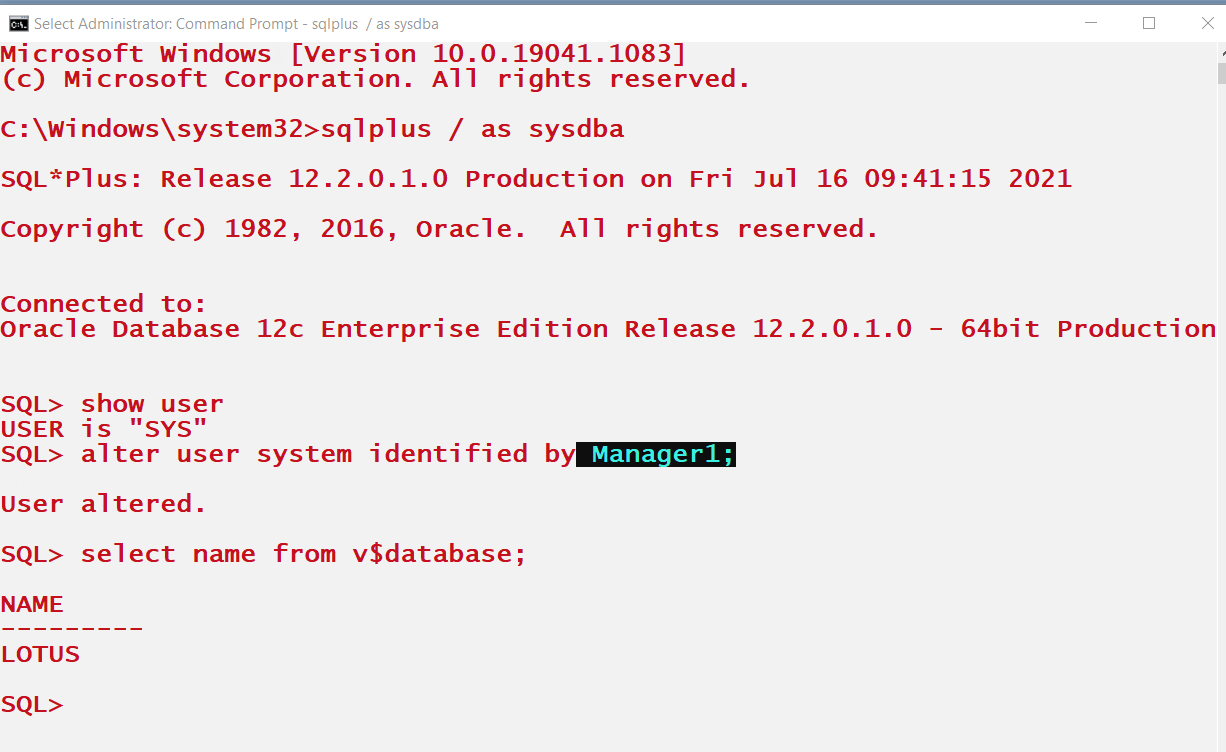 Select Administrator: Command Prompt - sqlplus  / as sysdba
Microsoft Windows [Version 10.0.19041.1083]
(c) Microsoft Corporation. All rights reserved.
C:\Windows\system32>sqlplus / as sysdba
SQL*Plus: Release 12.2.0.1.0 Production on Fri Jul 16 09:41:15 2021
Copyright (c) 1982, 2016, Oracle.  All rights reserved.
Connected to:
Oracle Database 12c Enterprise Edition Release 12.2.0.1.0 - 64bit Production
SQL> show user
USER is "SYS"
SQL> alter user system identified by Manager1;
User altered.
SQL> select name from v$database;
NAME
---------
LOTUS
SQL>